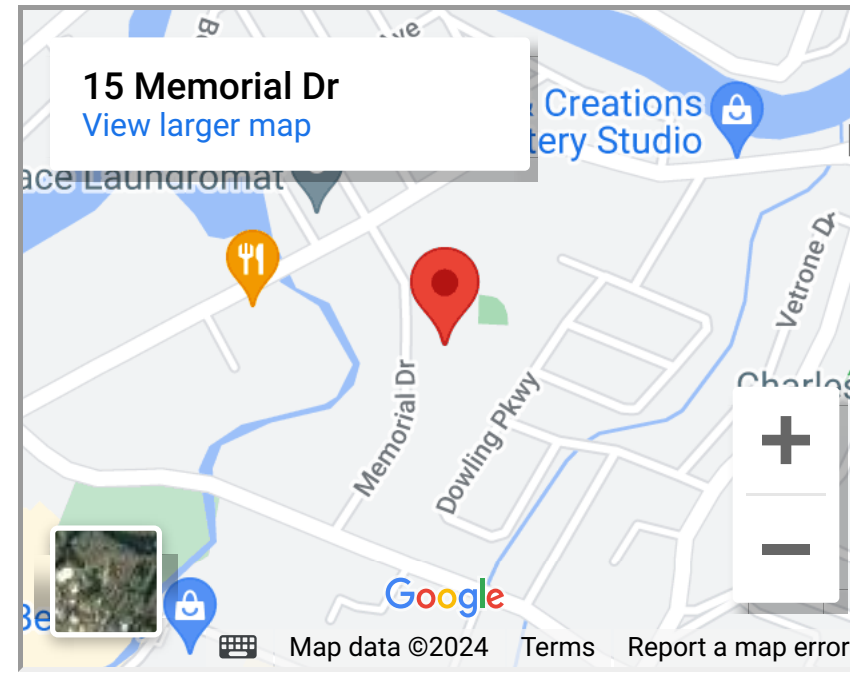 15 Memorial Dr
View larger map
Creations
tery Studio
ace Laundromat
Vetrone Dr
Memorial Dr
Dowling Pkwy
Charles
Google
Be
Map data ©2024
Terms
Report a map error